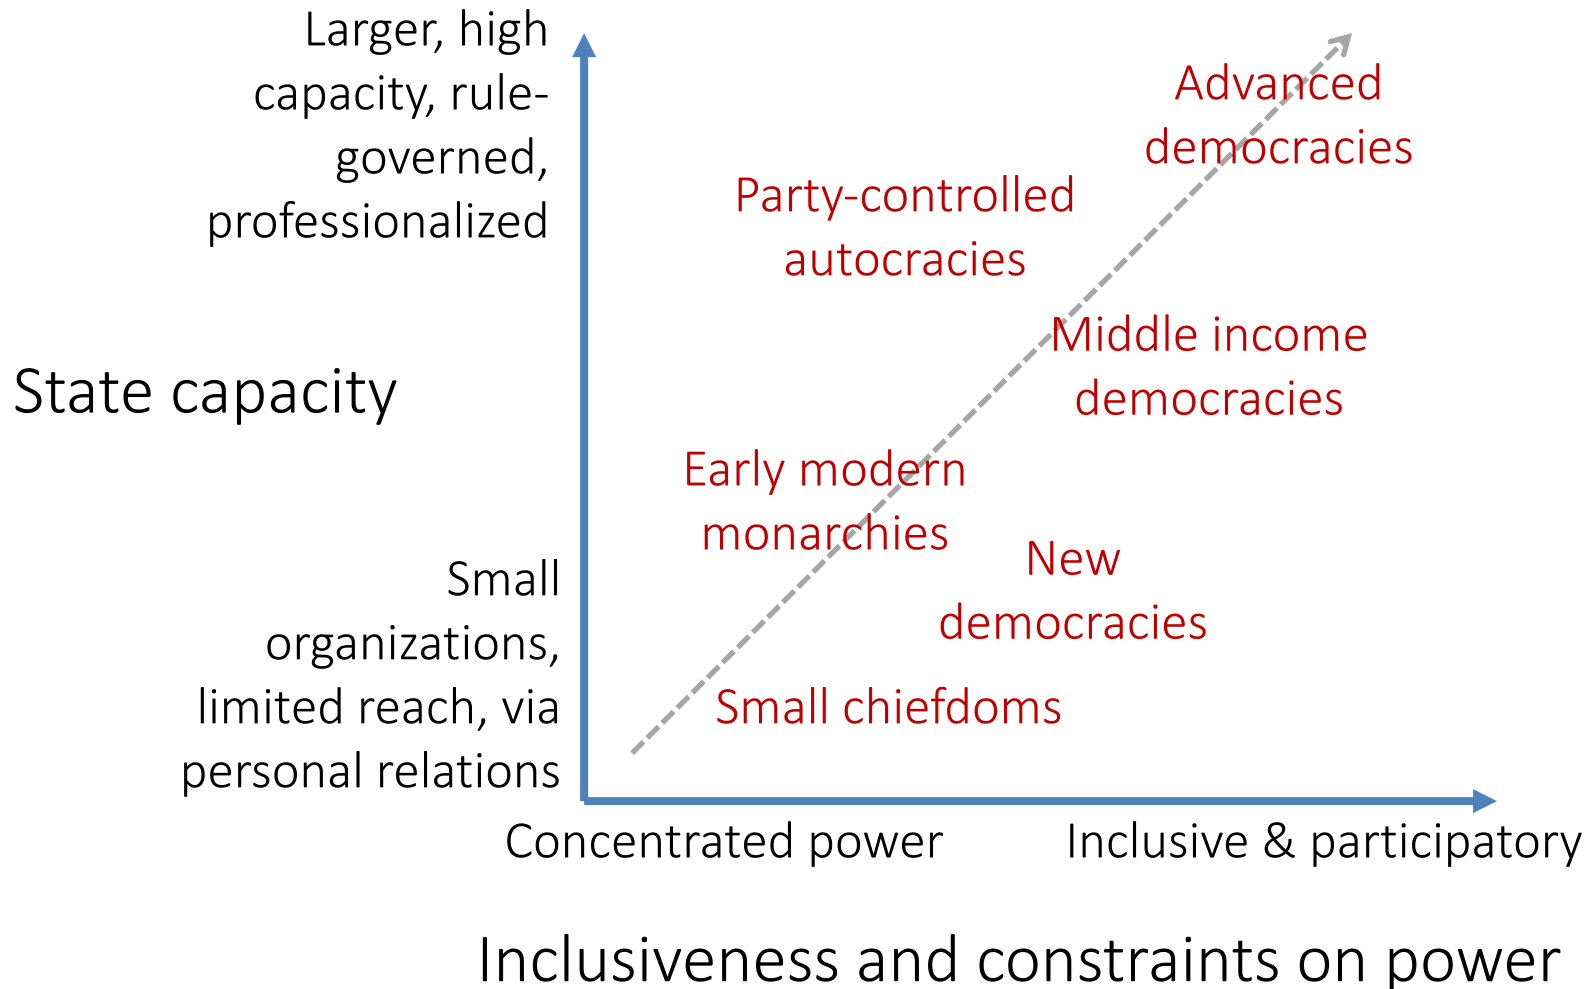 Larger, high
capacity, rule-
governed,
professionalized
Advanced
democracies
Party-controlled
autocracies
Middle income
democracies
State capacity
Early modern
monarchies
New
democracies
Small
organizations,
limited reach, via
personal relations
Small chiefdoms
Concentrated power
Inclusive & participatory
Inclusiveness and constraints on power